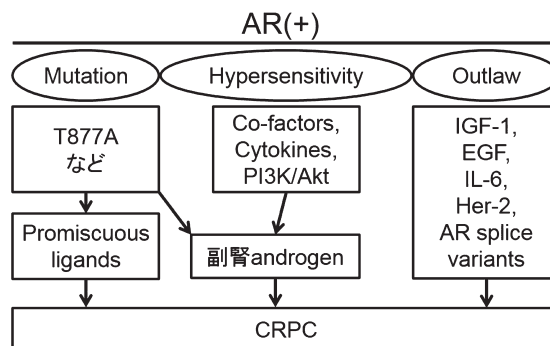 AR(+)
Mutation
Hypersensitivity
Outlaw
T877A
など
Co-factors,
Cytokines,
PI3K/Akt
IGF-1,
EGF,
IL-6,
Her-2,
AR splice
variants
Promiscuous
ligands
副腎androgen
CRPC